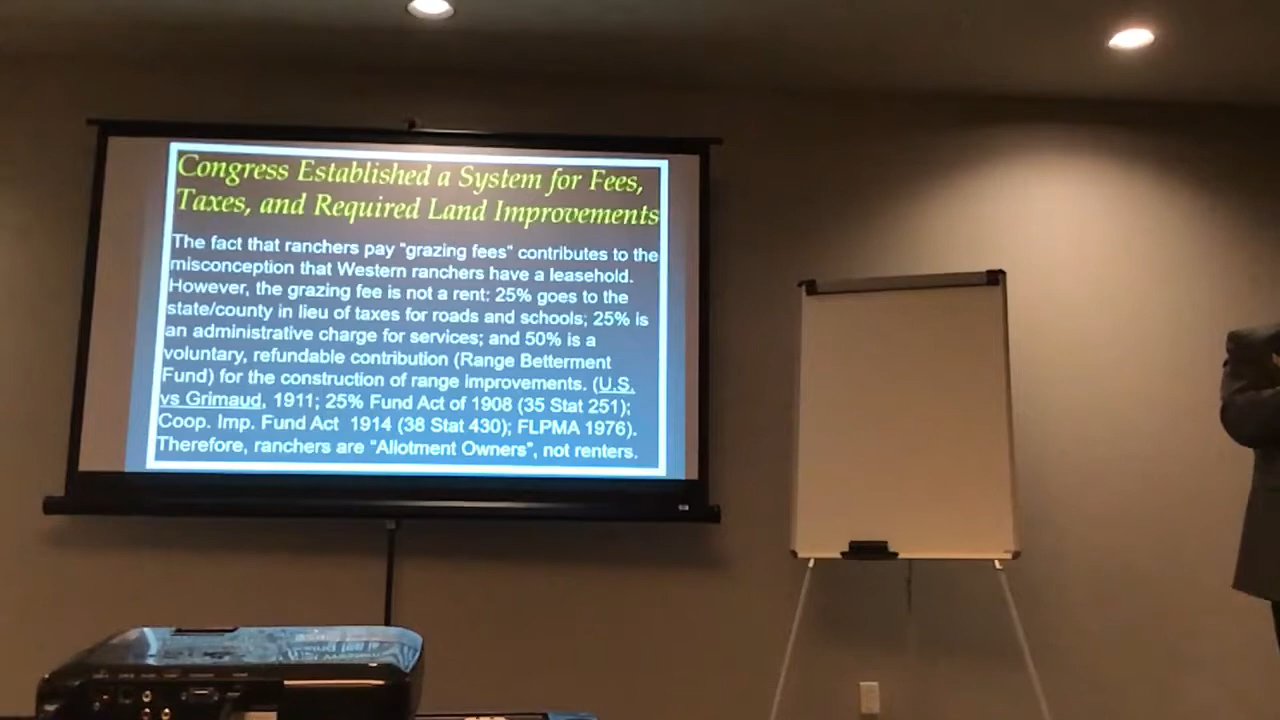 Congress Established a System for Fees,
Taxes, and Required Land Improvements
The fact that ranchers pay "grazing fees" contributes to the
misconception that Western ranchers have a leasehold.
However, the grazing fee is not a rent: 25% goes to the
state/county in lieu of taxes for roads and schools; 25% is
an administrative charge for services; and 50% is a
voluntary, refundable contribution (Range Betterment
Fund) for the construction of range improvements. (U.S.
vs Grimaud, 1911; 25% Fund Act of 1908 (35 Stat 251);
Coop. Imp. Fund Act 1914 (38 Stat 430); FLPMA 1976).
Therefore, ranchers are "Allotment Owners", not renters.